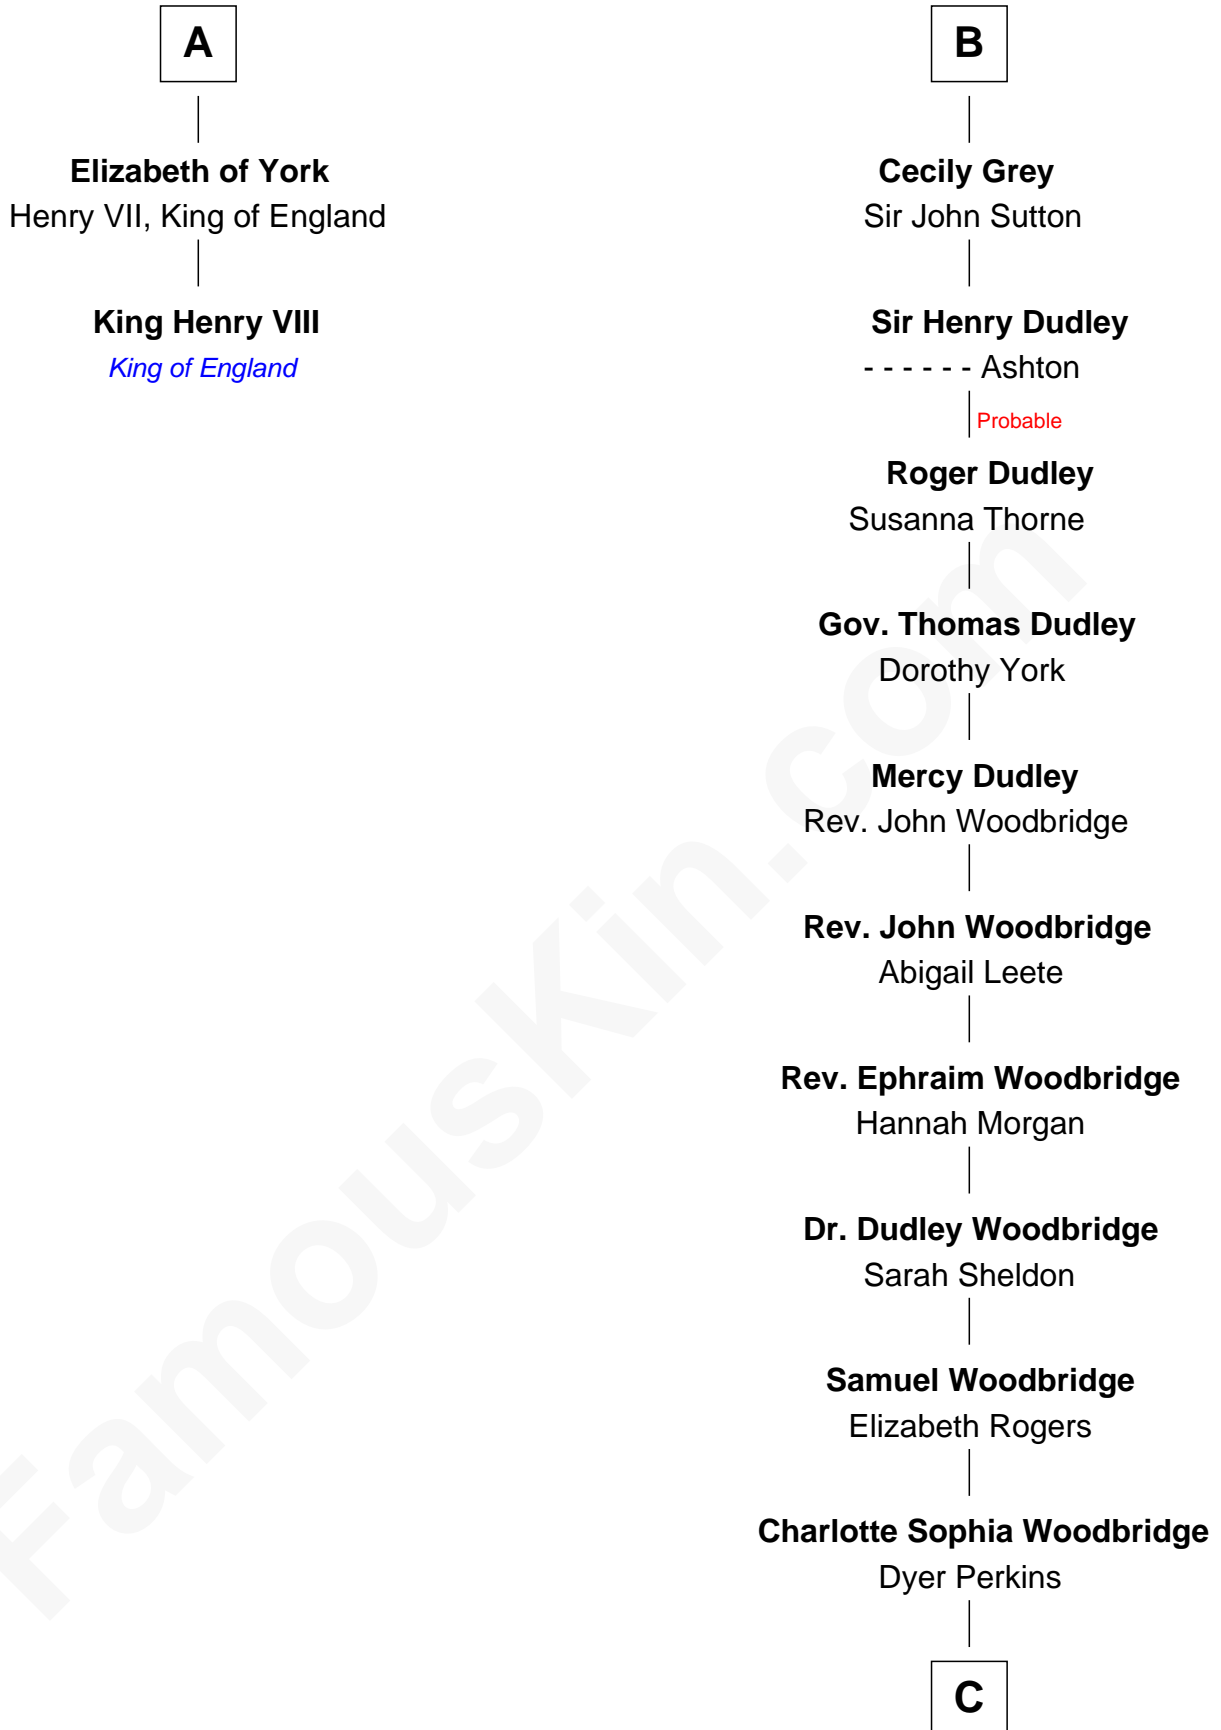 A
Elizabeth of York
Henry VII, King of England
King Henry VIII
King of England
B
Cecily Grey
Sir John Sutton
Sir Henry Dudley
- - - - - - Ashton
Probable
Roger Dudley
Susanna Thorne
Gov. Thomas Dudley
Dorothy York
Mercy Dudley
Rev. John Woodbridge
Rev. John Woodbridge
Abigail Leete
Rev. Ephraim Woodbridge
Hannah Morgan
Dr. Dudley Woodbridge
Sarah Sheldon
Samuel Woodbridge
Elizabeth Rogers
Charlotte Sophia Woodbridge
Dyer Perkins
C
FamousKin.com